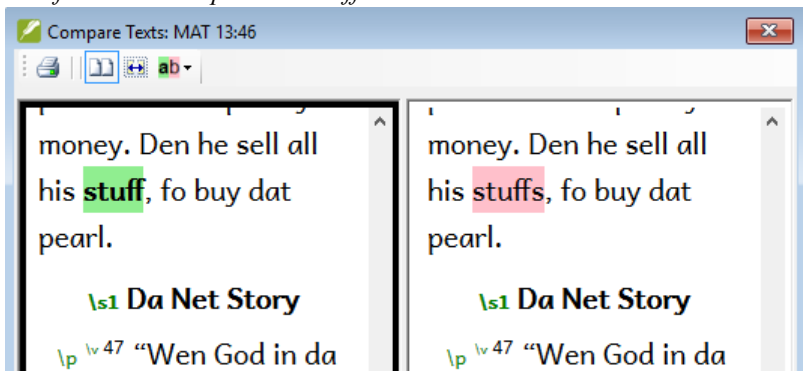 Compare Texts: MAT 13:46
ab
money. Den he sell all
his stuff, fo buy dat
pearl.
\s1 Da Net Story
\p \v 47 “Wen God in da
money. Den he sell all
his stuffs, fo buy dat
pearl.
\s1 Da Net Story
\p \v 47 “Wen God in da